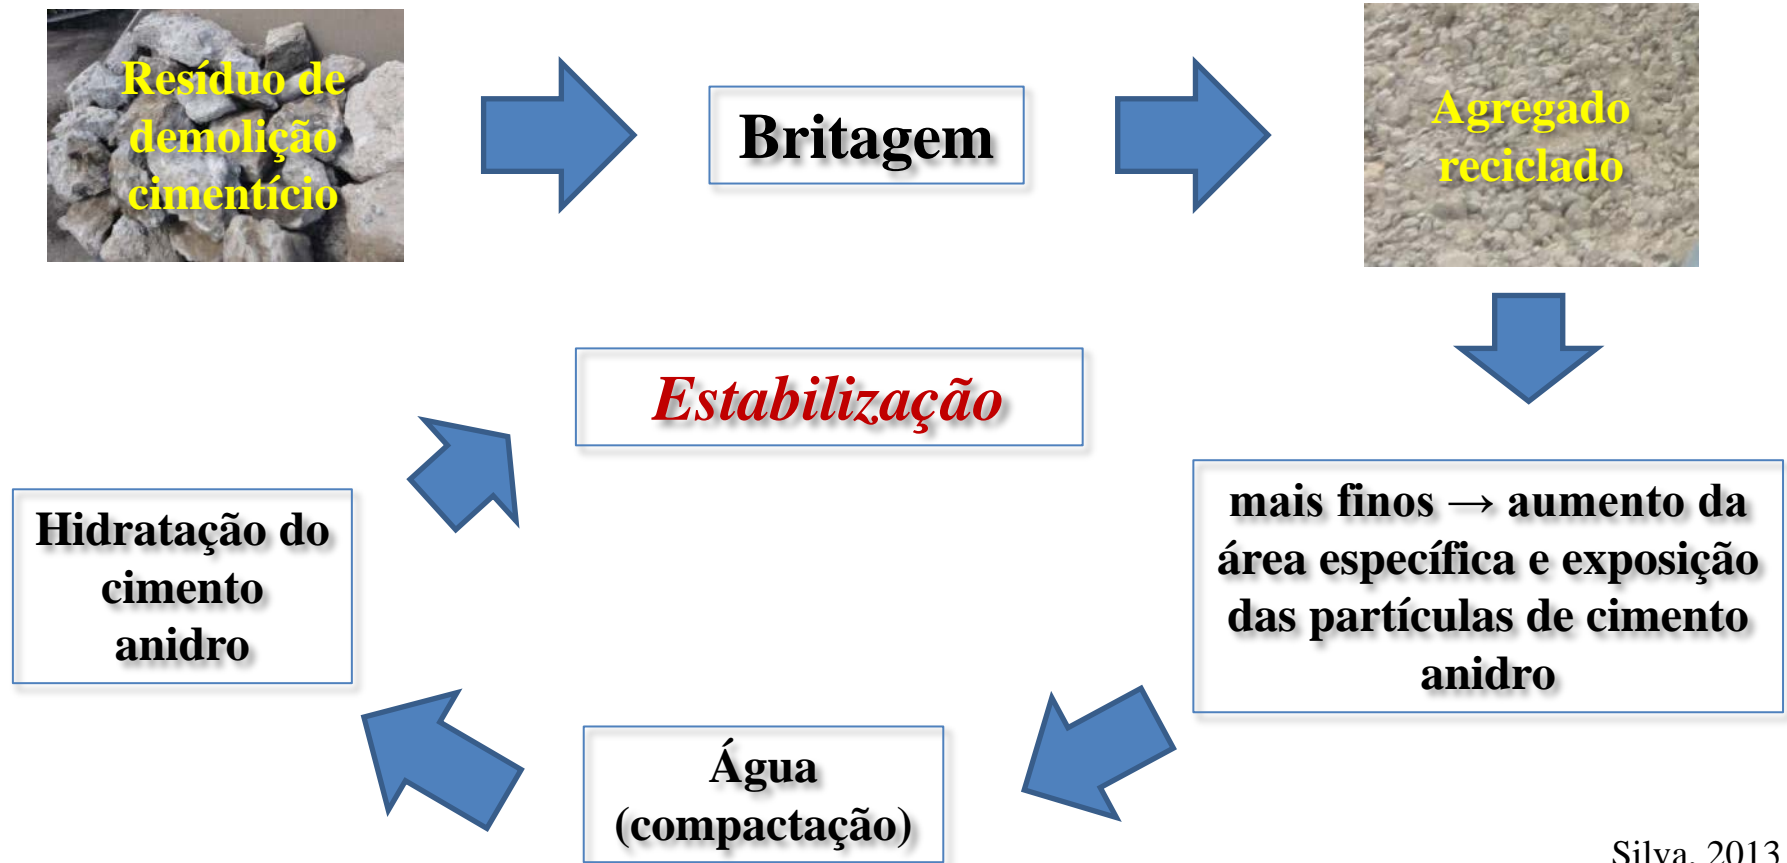 Resíduo de
demolição
cimentício
Britagem
Agregado
reciclado
mais finos → aumento da
área específica e exposição
das partículas de cimento
anidro
Água
(compactação)
Hidratação do
cimento
anidro
Estabilização
Silva, 2013